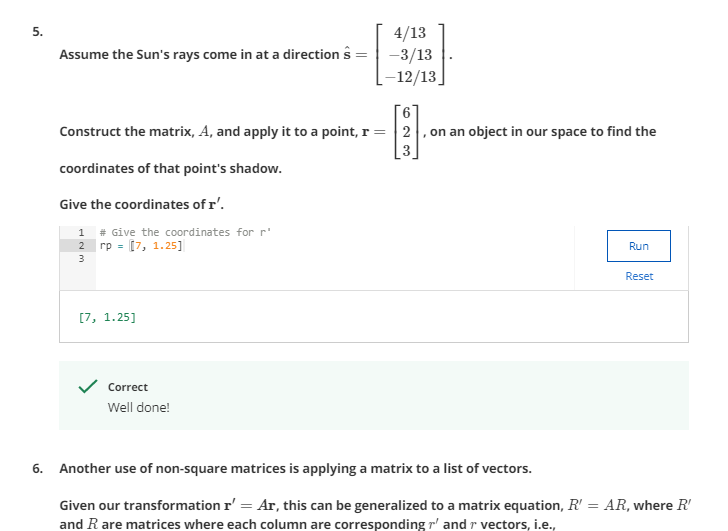 5.
Assume the Sun's rays come in at a direction ŝ = [4/13
−3/13
−12/13].
Construct the matrix, A, and apply it to a point, r = [6
2
3], on an object in our space to find the
coordinates of that point's shadow.
Give the coordinates of r′.
1 # Give the coordinates for r'
2 rp = [7, 1.25]
3
Run
Reset
[7, 1.25]
Correct
Well done!
6. Another use of non-square matrices is applying a matrix to a list of vectors.
Given our transformation r′ = Ar, this can be generalized to a matrix equation, R′ = AR, where R′
and R are matrices where each column are corresponding r′ and r vectors, i.e.,